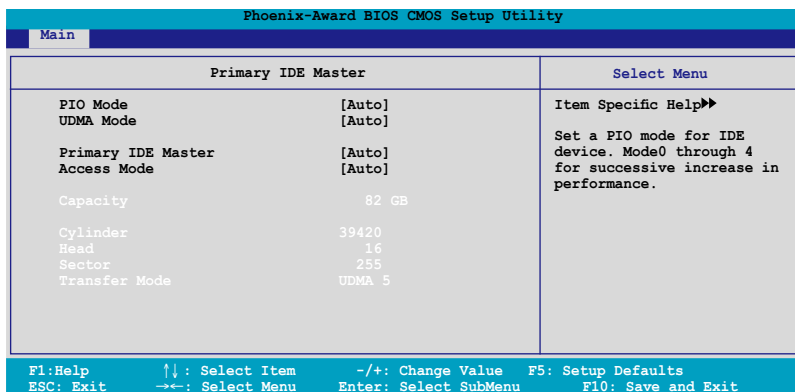 Phoenix-Award BIOS CMOS Setup Utility
Main
Primary IDE Master
Select Menu
PIO Mode [Auto]
UDMA Mode [Auto]
Primary IDE Master [Auto]
Access Mode [Auto]
Capacity 82 GB
Cylinder 39420
Head 16
Sector 255
Transfer Mode UDMA 5
Item Specific Help▶▶
Set a PIO mode for IDE
device. Mode0 through 4
for successive increase in
performance.
F1:Help ↑↓: Select Item -/+: Change Value F5: Setup Defaults
ESC: Exit →←: Select Menu Enter: Select SubMenu F10: Save and Exit